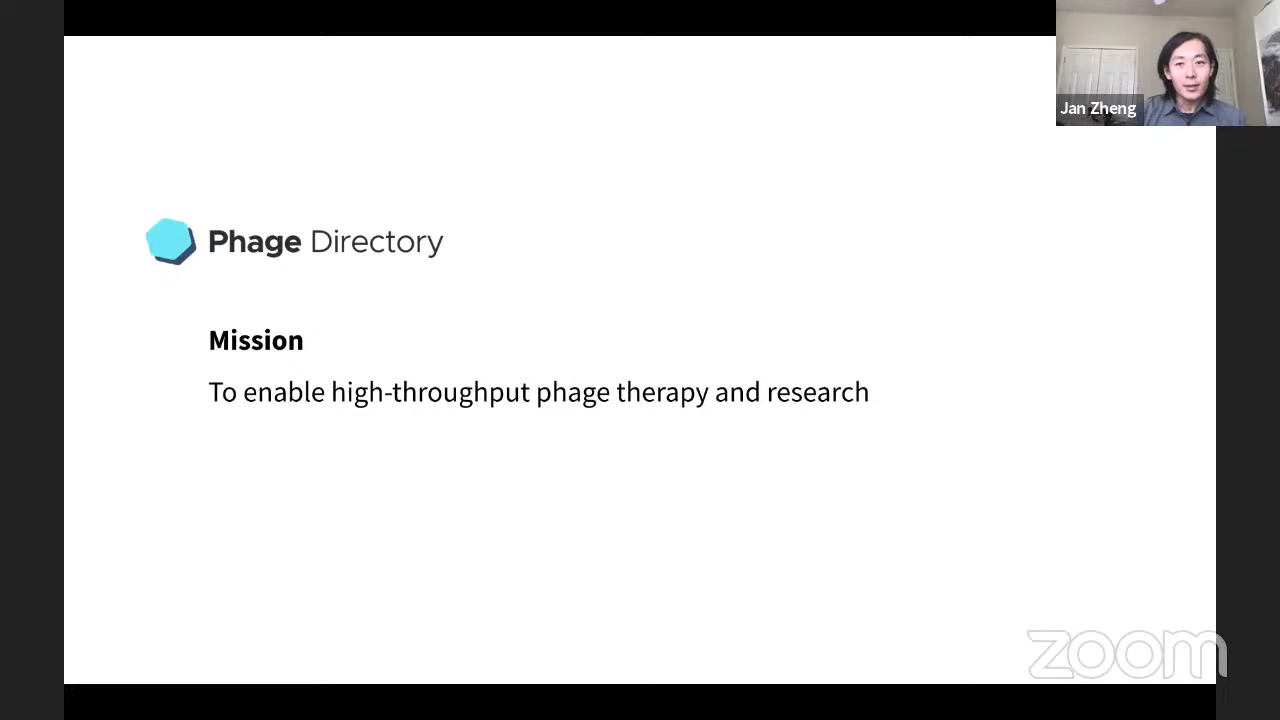 Jan Zheng
Phage Directory
Mission
To enable high-throughput phage therapy and research
zoom